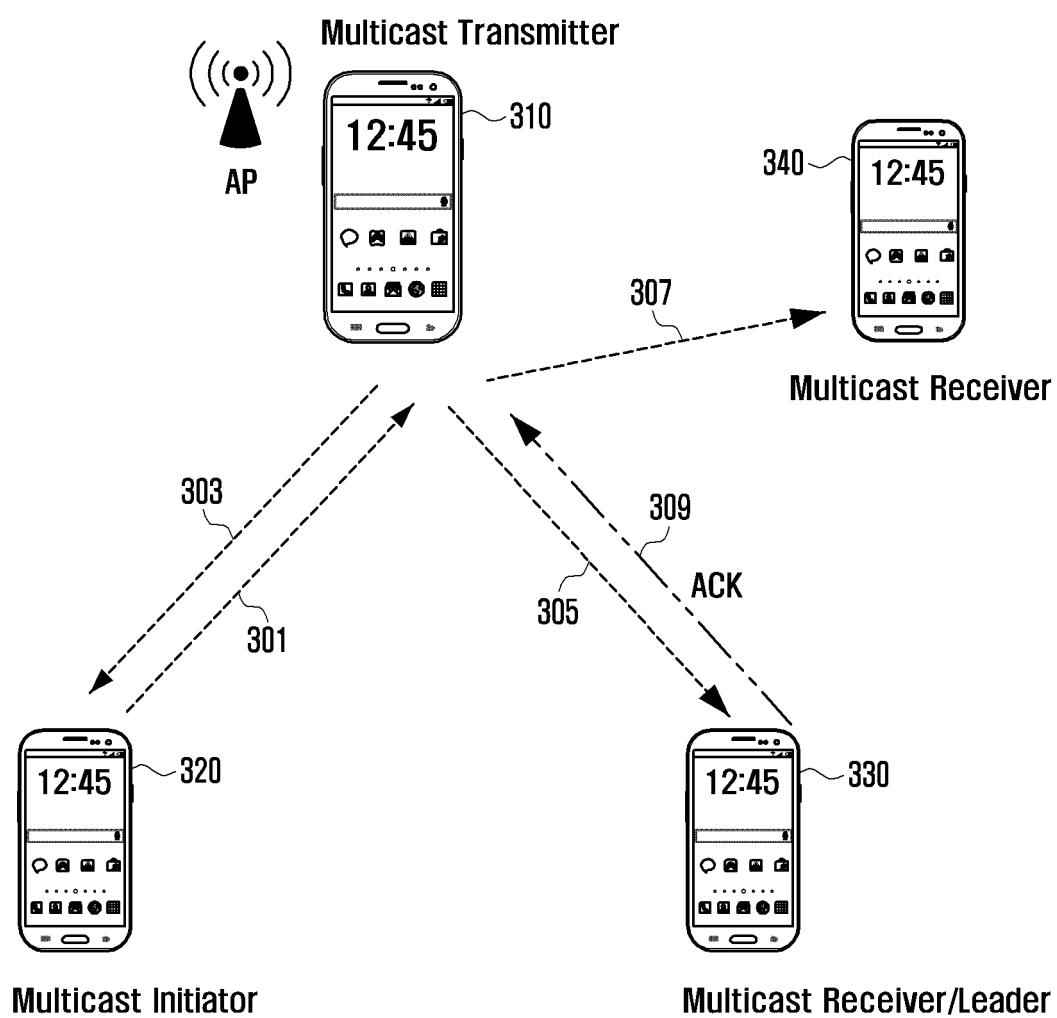 Multicast Transmitter
310
12:45
AP
340
12:45
307
Multicast Receiver
303
301
309
ACK
305
320
12:45
330
12:45
Multicast Initiator
Multicast Receiver/Leader